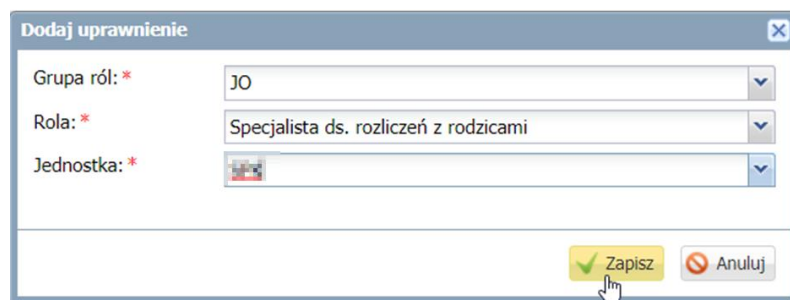 Dodaj uprawnienie
Grupa ról: * JO
Rola: * Specjalista ds. rozliczeń z rodzicami
Jednostka: *
Zapisz Anuluj